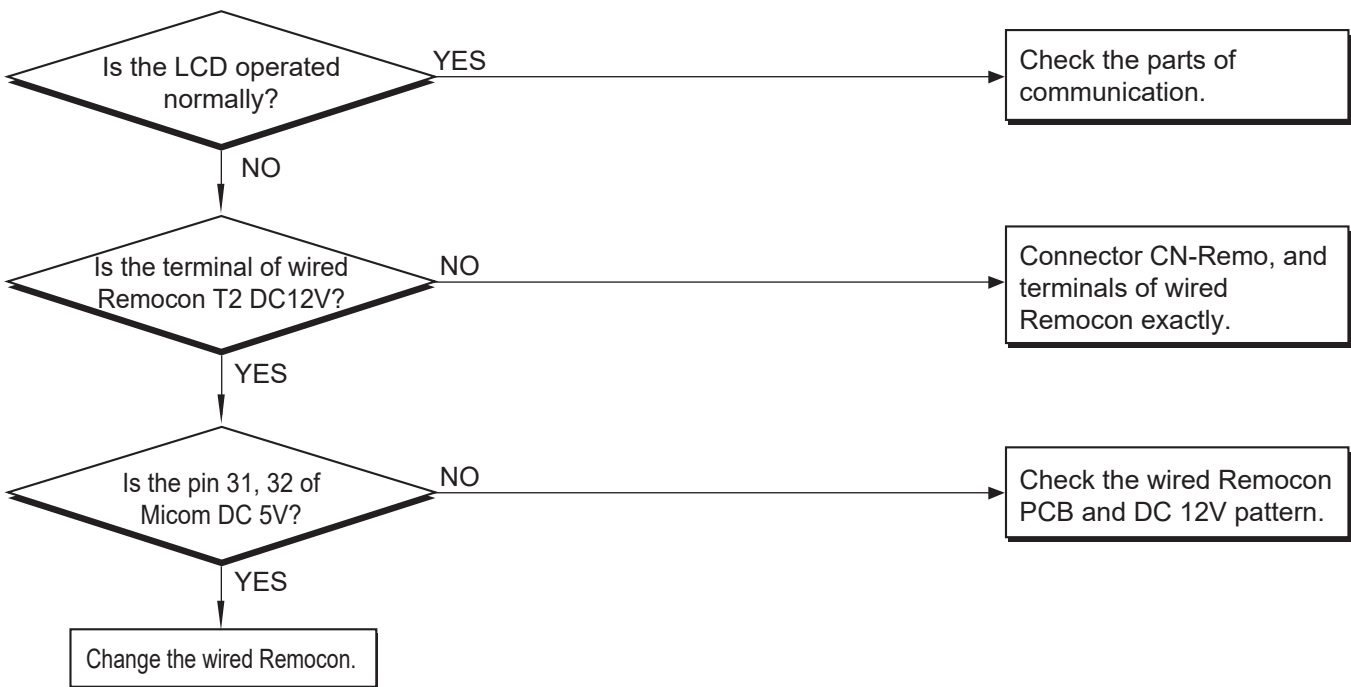 Is the LCD operated
normally?
YES
Check the parts of
communication.
NO
Is the terminal of wired
Remocon T2 DC12V?
NO
Connector CN-Remo, and
terminals of wired
Remocon exactly.
YES
Is the pin 31, 32 of
Micom DC 5V?
NO
Check the wired Remocon
PCB and DC 12V pattern.
YES
Change the wired Remocon.